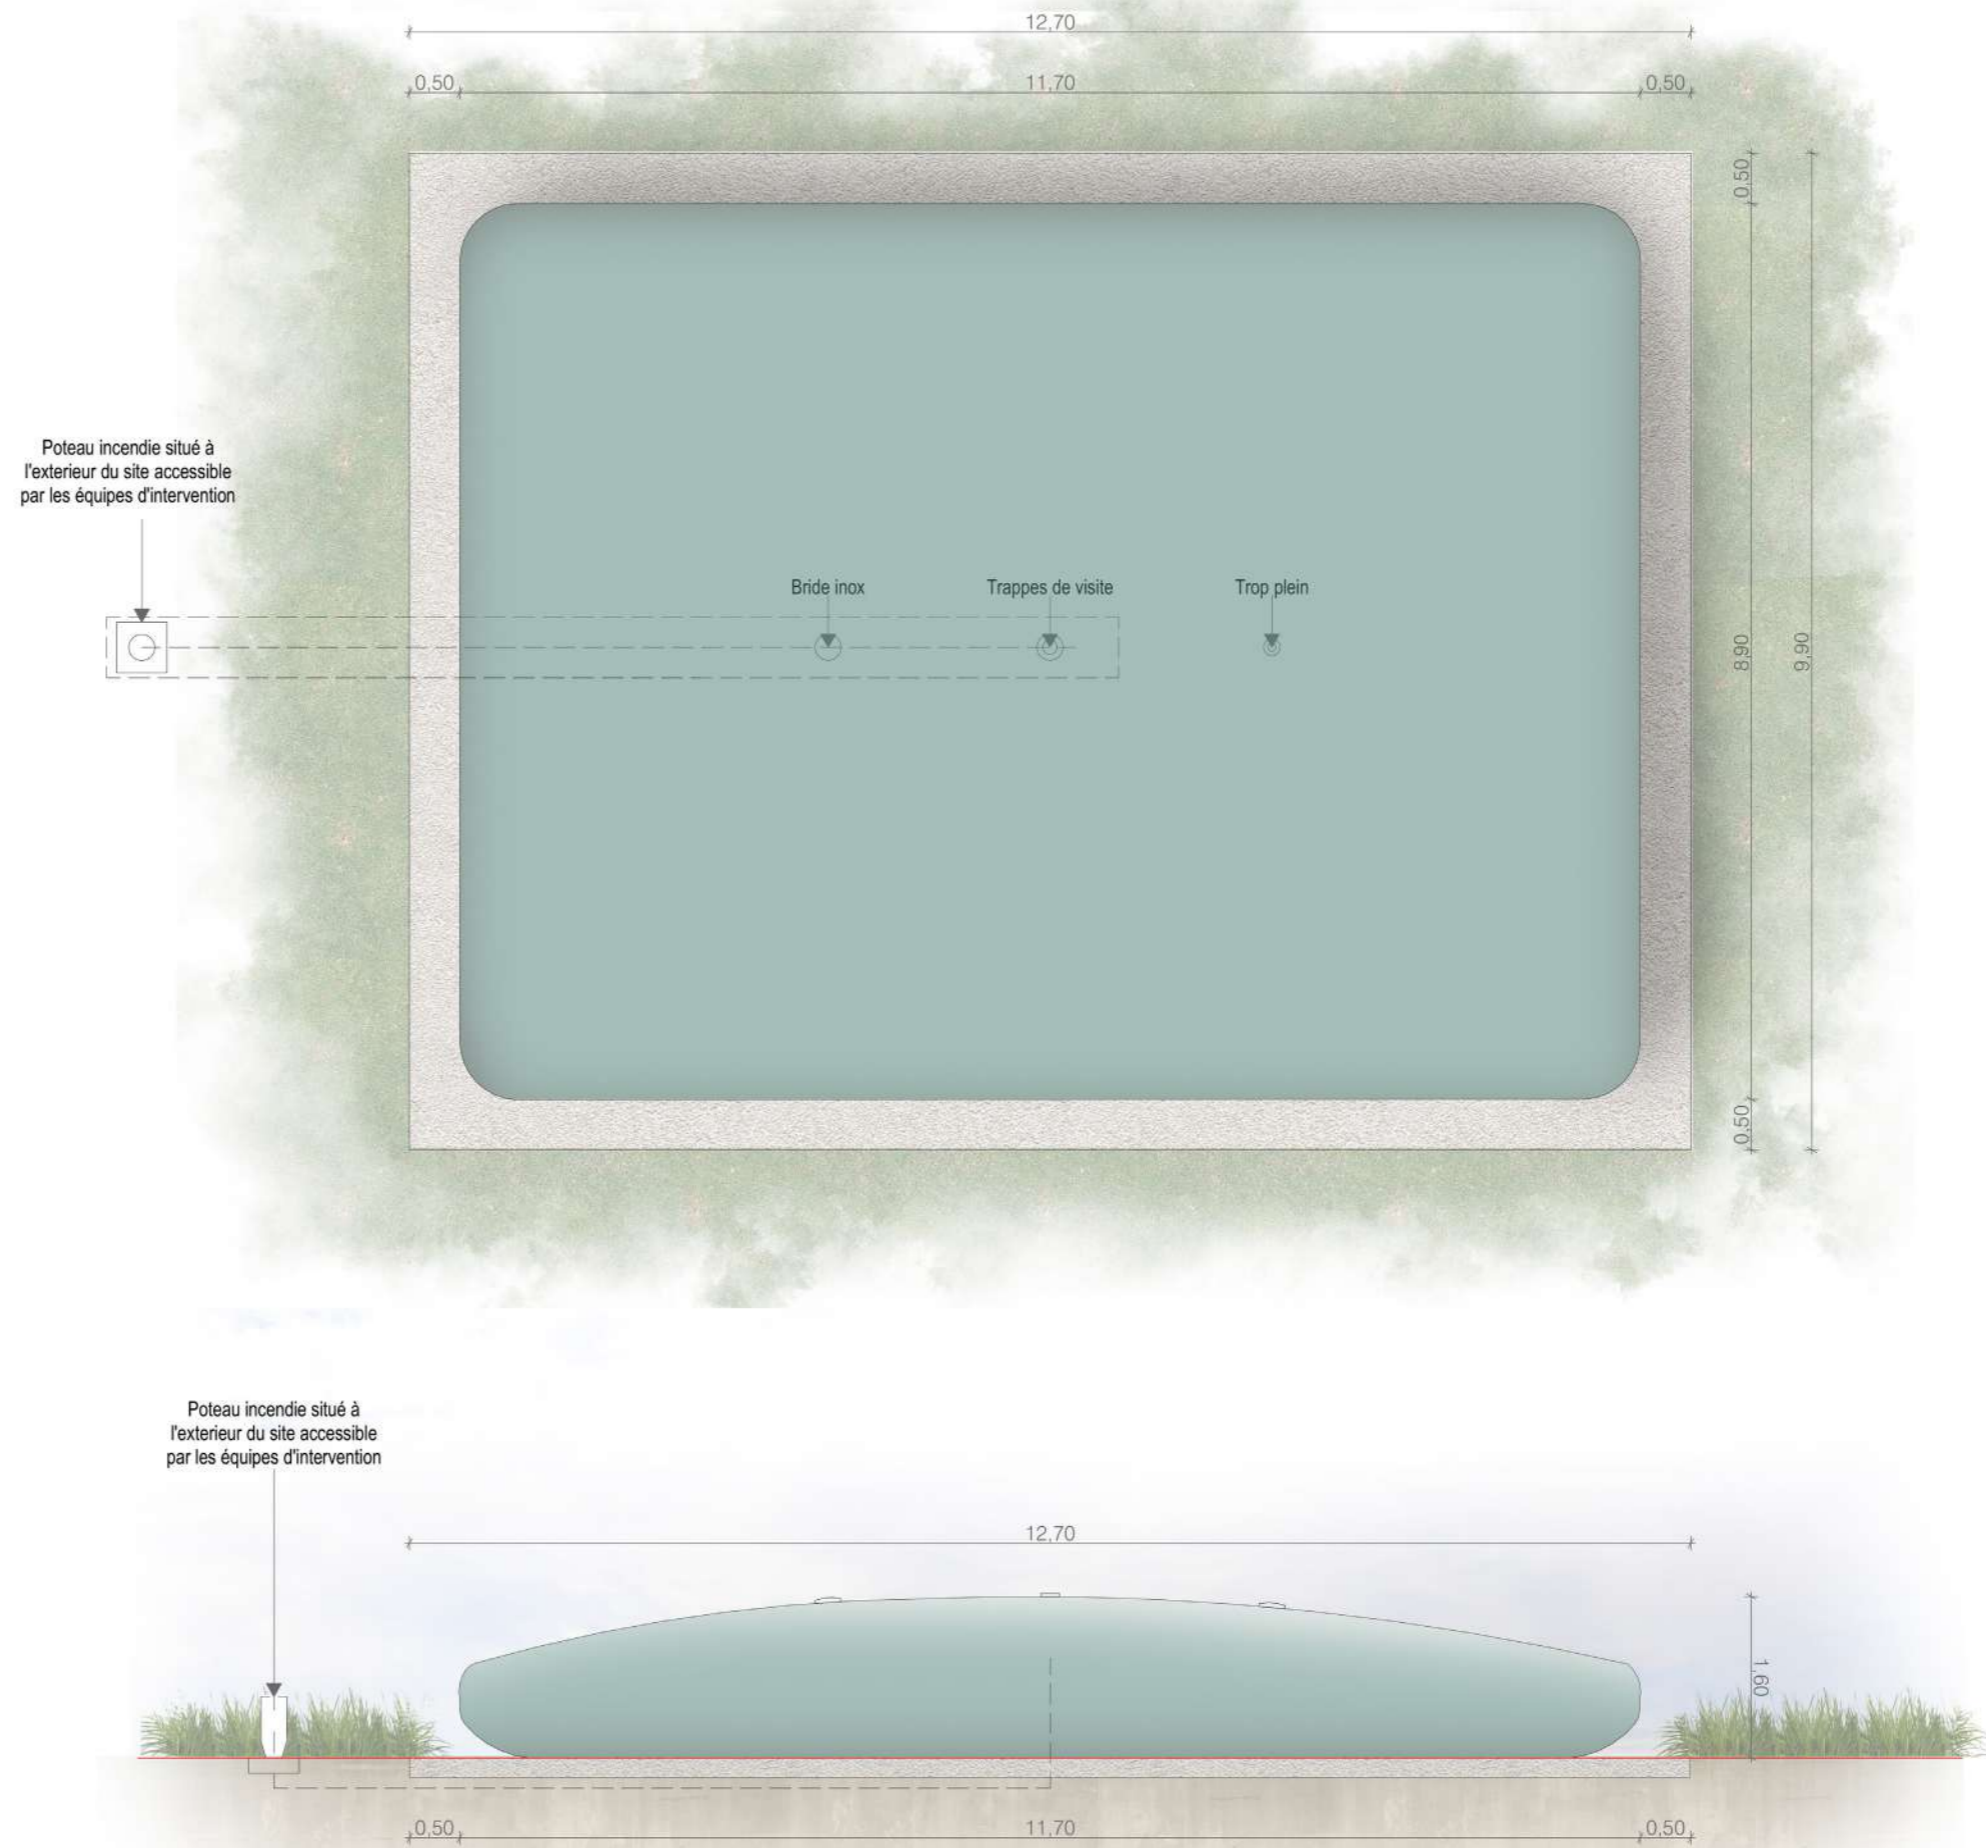 12,70
0,50
11,70
0,50
0,50
Poteau incendie situé à
l'exterieur du site accessible
par les équipes d'intervention
Bride inox
Trappes de visite
Trop plein
8,90
9,90
0,50
Poteau incendie situé à
l'exterieur du site accessible
par les équipes d'intervention
12,70
1,60
0,50
11,70
0,50